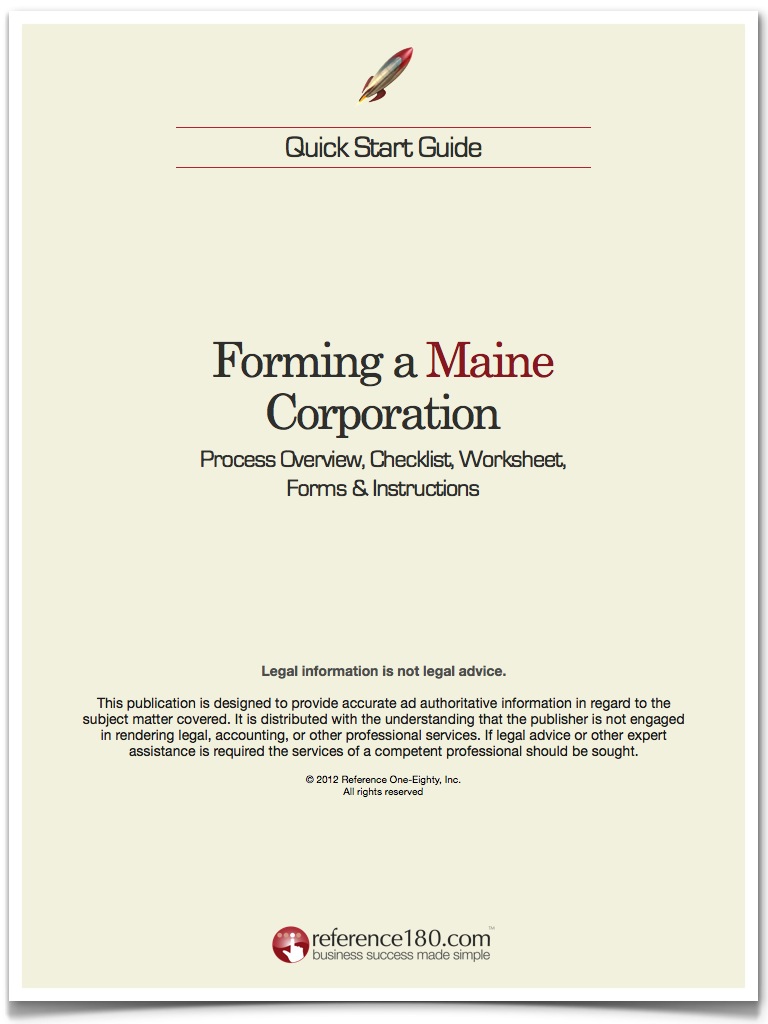 Quick Start Guide
Forming a Maine
Corporation
Process Overview, Checklist, Worksheet,
Forms & Instructions
Legal information is not legal advice.
This publication is designed to provide accurate ad authoritative information in regard to the
subject matter covered. It is distributed with the understanding that the publisher is not engaged
in rendering legal, accounting, or other professional services. If legal advice or other expert
assistance is required the services of a competent professional should be sought.
© 2012 Reference One-Eighty, Inc.
All rights reserved
reference180.com™
business success made simple